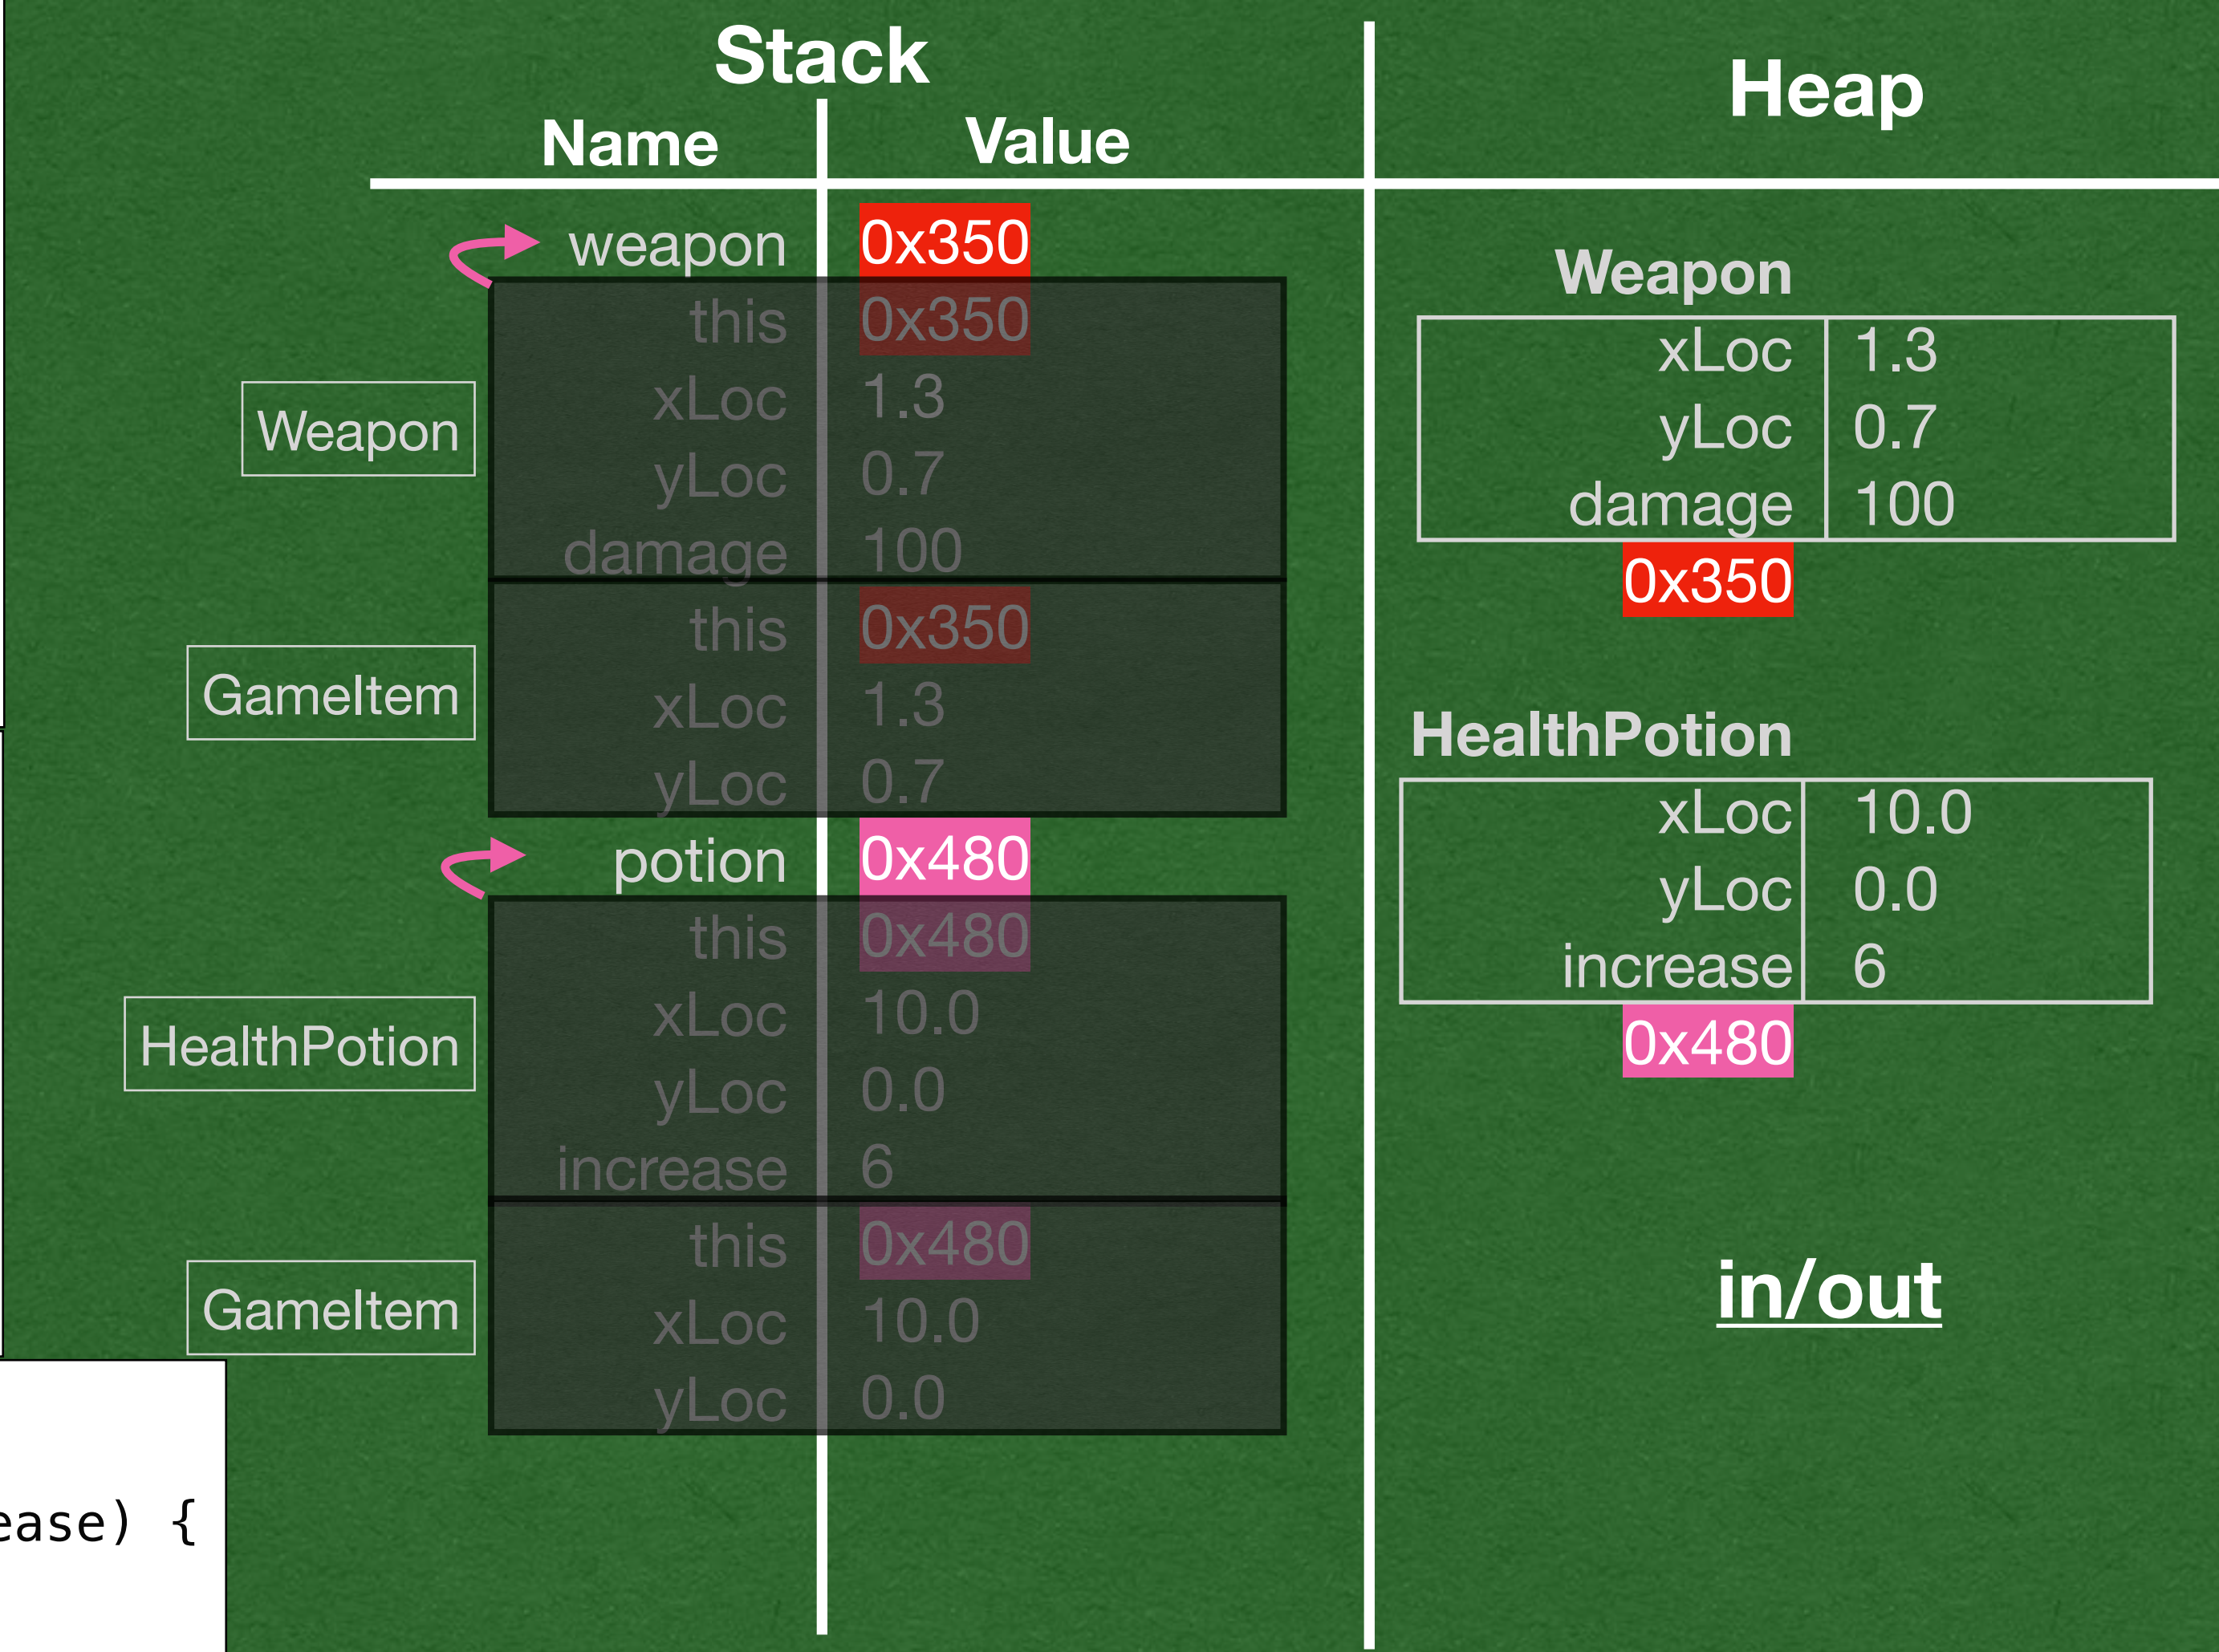 Stack
Name Value
weapon 0x350
this 0x350
xLoc 1.3
yLoc 0.7
damage 100
Weapon
this 0x350
xLoc 1.3
yLoc 0.7
GameItem
potion 0x480
this 0x480
xLoc 10.0
yLoc 0.0
increase 6
HealthPotion
this 0x480
xLoc 10.0
yLoc 0.0
GameItem
ease) {
Heap
Weapon
xLoc 1.3
yLoc 0.7
damage 100
0x350
HealthPotion
xLoc 10.0
yLoc 0.0
increase 6
0x480
in/out